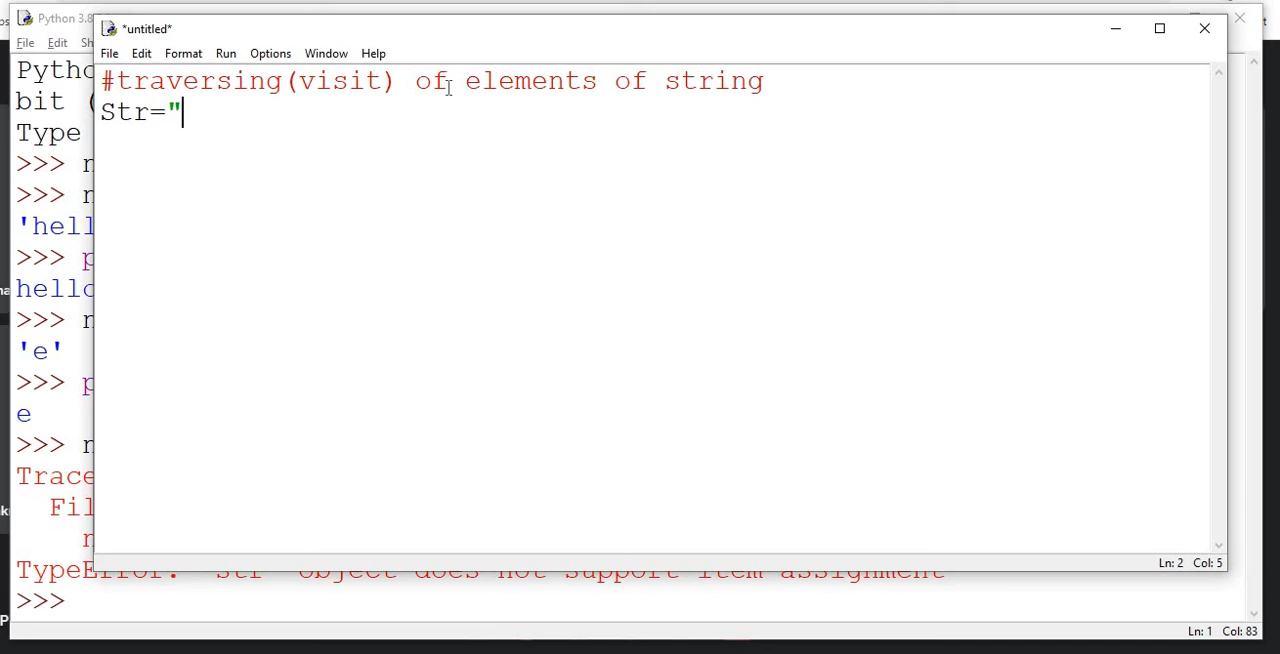 Python 3.8
File Edit Sh
*untitled*
File Edit Format Run Options Window Help
#traversing(visit) of elements of string
Str="
Ln: 2 Col: 5
bit (
Type
>>>
>>>
'hell
>>>
hello
>>>
'e'
>>>
e
>>>
Trace
Fil
TypeError: 'str' object does not support item assignment
>>>
Ln: 1 Col: 83